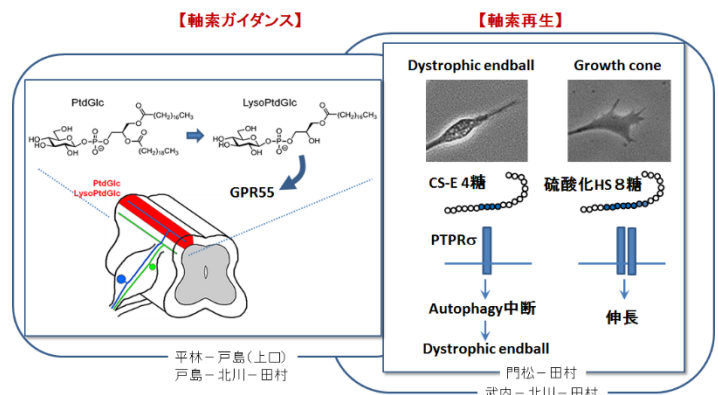 【軸索ガイダンス】
【軸索再生】
PtdGlc
LysoPtdGlc
GPR55
PtdGlc
LysoPtdGlc
平林－戸島(上口)
戸島－北川－田村
Dystrophic endball
Growth cone
CS-E 4糖
硫酸化HS 8糖
PTPRσ
Autophagy中断
伸長
Dystrophic endball
門松－田村
武内－北川－田村